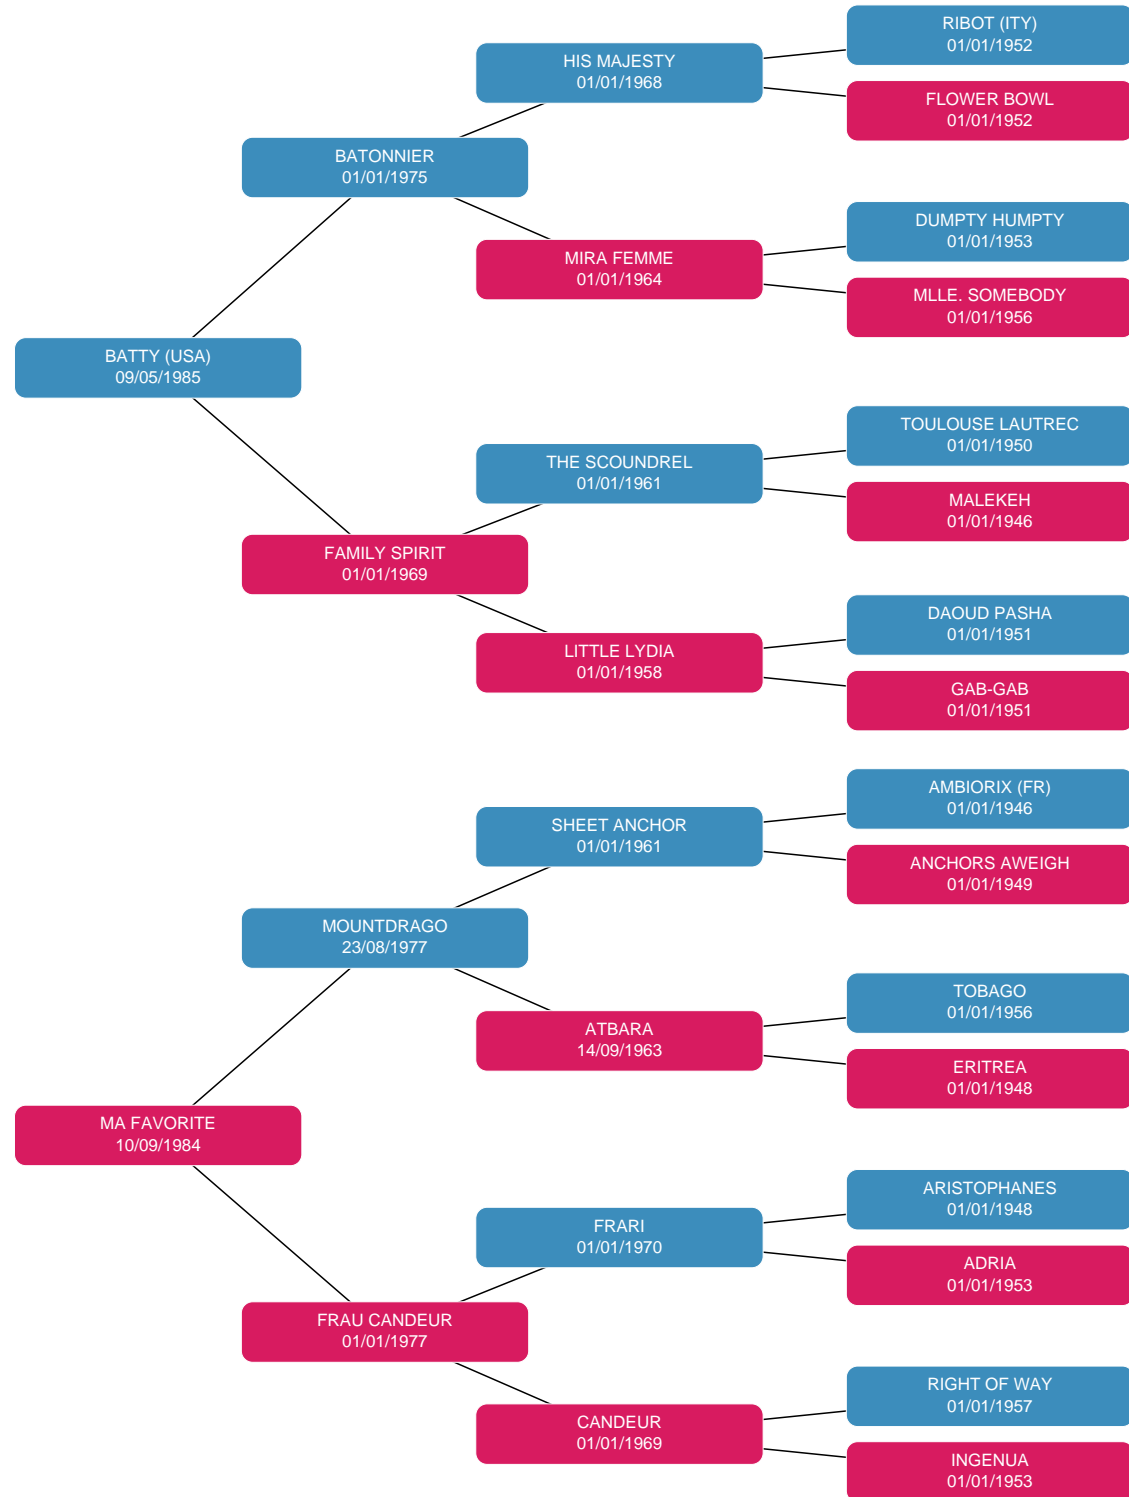 RIBOT (ITY)
01/01/1952
HIS MAJESTY
01/01/1968
FLOWER BOWL
01/01/1952
BATONNIER
01/01/1975
DUMPTY HUMPTY
01/01/1953
MIRA FEMME
01/01/1964
MLLE. SOMEBODY
01/01/1956
BATTY (USA)
09/05/1985
TOULOUSE LAUTREC
01/01/1950
THE SCOUNDREL
01/01/1961
MALEKEH
01/01/1946
FAMILY SPIRIT
01/01/1969
DAOUD PASHA
01/01/1951
LITTLE LYDIA
01/01/1958
GAB-GAB
01/01/1951
AMBIORIX (FR)
01/01/1946
SHEET ANCHOR
01/01/1961
ANCHORS AWEIGH
01/01/1949
MOUNTDRAGO
23/08/1977
TOBAGO
01/01/1956
ATBARA
14/09/1963
ERITREA
01/01/1948
MA FAVORITE
10/09/1984
ARISTOPHANES
01/01/1948
FRARI
01/01/1970
ADRIA
01/01/1953
FRAU CANDEUR
01/01/1977
RIGHT OF WAY
01/01/1957
CANDEUR
01/01/1969
INGENUA
01/01/1953